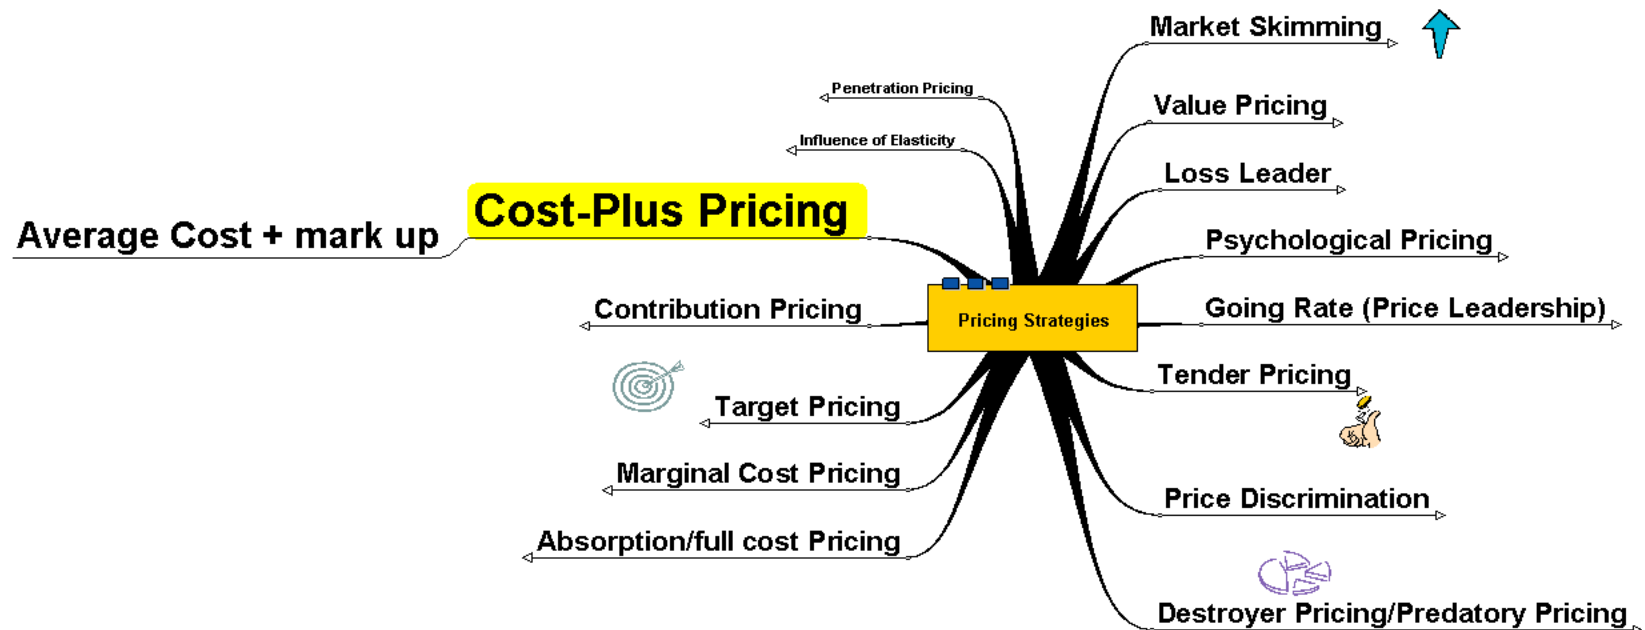 Market Skimming
Penetration Pricing
Value Pricing
Influence of Elasticity
Loss Leader
Cost-Plus Pricing
Average Cost + mark up
Psychological Pricing
Contribution Pricing
Pricing Strategies
Going Rate (Price Leadership)
Tender Pricing
Target Pricing
Marginal Cost Pricing
Price Discrimination
Absorption/full cost Pricing
Destroyer Pricing/Predatory Pricing